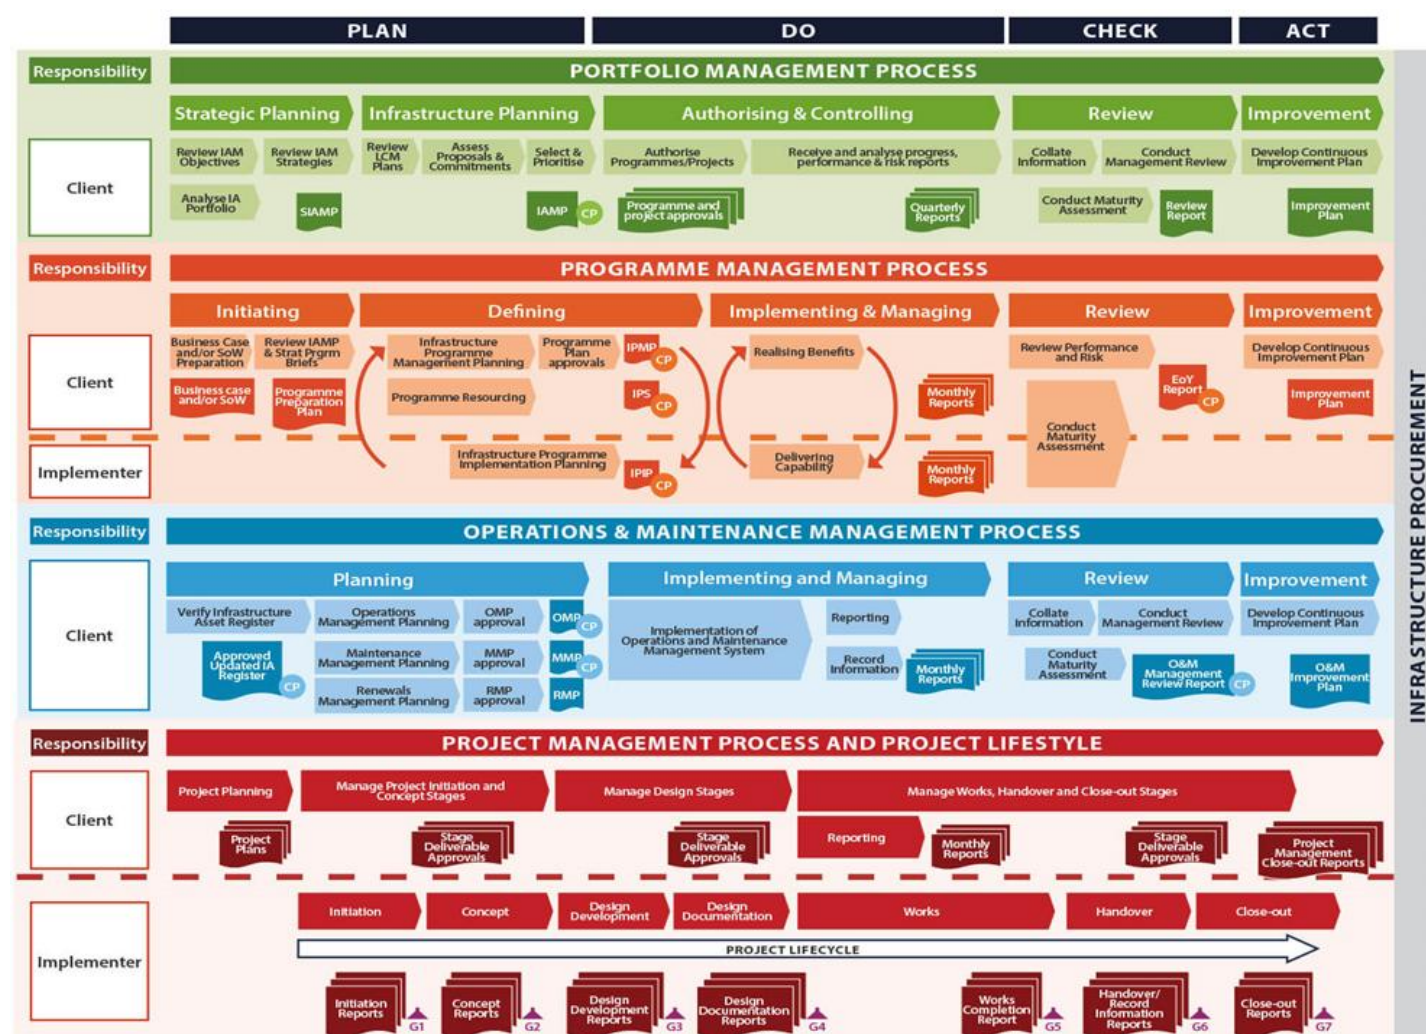 PLAN
DO
CHECK
ACT
Responsibility
PORTFOLIO MANAGEMENT PROCESS
Strategic Planning
Infrastructure Planning
Authorising & Controlling
Review
Improvement
Client
Review IAM
Objectives
Review IAM
Strategies
Review
LCM
Plans
Assess
Proposals &
Commitments
Select &
Prioritise
Authorise
Programmes/Projects
Receive and analyse progress,
performance & risk reports
Collate
Information
Conduct
Management Review
Develop Continuous
Improvement Plan
Analyse IA
Portfolio
SIAMP
IAMP
CP
Programme and
project approvals
Quarterly
Reports
Conduct Maturity
Assessment
Review
Report
Improvement
Plan
Responsibility
PROGRAMME MANAGEMENT PROCESS
Initiating
Defining
Implementing & Managing
Review
Improvement
Client
Business Case
and/or SoW
Preparation
Review IAMP
& Strat Prgrm
Briefs
Infrastructure
Programme
Management Planning
Programme
Plan
approvals
IPMP
CP
Realising Benefits
Review Performance
and Risk
Develop Continuous
Improvement Plan
Business case
and/or SoW
Programme
Preparation
Plan
Programme Resourcing
IPS
CP
Monthly
Reports
EoY
Report
CP
Improvement
Plan
Conduct
Maturity
Assessment
Implementer
Infrastructure Programme
Implementation Planning
IPIP
CP
Delivering
Capability
Monthly
Reports
Responsibility
OPERATIONS & MAINTENANCE MANAGEMENT PROCESS
Planning
Implementing and Managing
Review
Improvement
Client
Verify Infrastructure
Asset Register
Operations
Management Planning
OMP
approval
OMP
CP
Implementation of
Operations and Maintenance
Management System
Reporting
Collate
Information
Conduct
Management Review
Develop Continuous
Improvement Plan
Approved
Updated IA
Register
CP
Maintenance
Management Planning
MMP
approval
MMP
CP
Record
Information
Monthly
Reports
Conduct
Maturity
Assessment
O&M
Management
Review Report
CP
O&M
Improvement
Plan
Renewals
Management Planning
RMP
approval
RMP
Responsibility
PROJECT MANAGEMENT PROCESS AND PROJECT LIFESTYLE
Client
Project Planning
Manage Project Initiation and
Concept Stages
Manage Design Stages
Manage Works, Handover and Close-out Stages
Project
Plans
Stage
Deliverable
Approvals
Stage
Deliverable
Approvals
Reporting
Monthly
Reports
Stage
Deliverable
Approvals
Project
Management
Close-out Reports
Implementer
Initiation
Concept
Design
Development
Design
Documentation
Works
Handover
Close-out
PROJECT LIFECYCLE
Initiation
Reports
G1
Concept
Reports
G2
Design
Development
Reports
G3
Design
Documentation
Reports
G4
Works
Completion
Report
G5
Handover/
Record
Information
Reports
G6
Close-out
Reports
G7
INFRASTRUCTURE PROCUREMENT